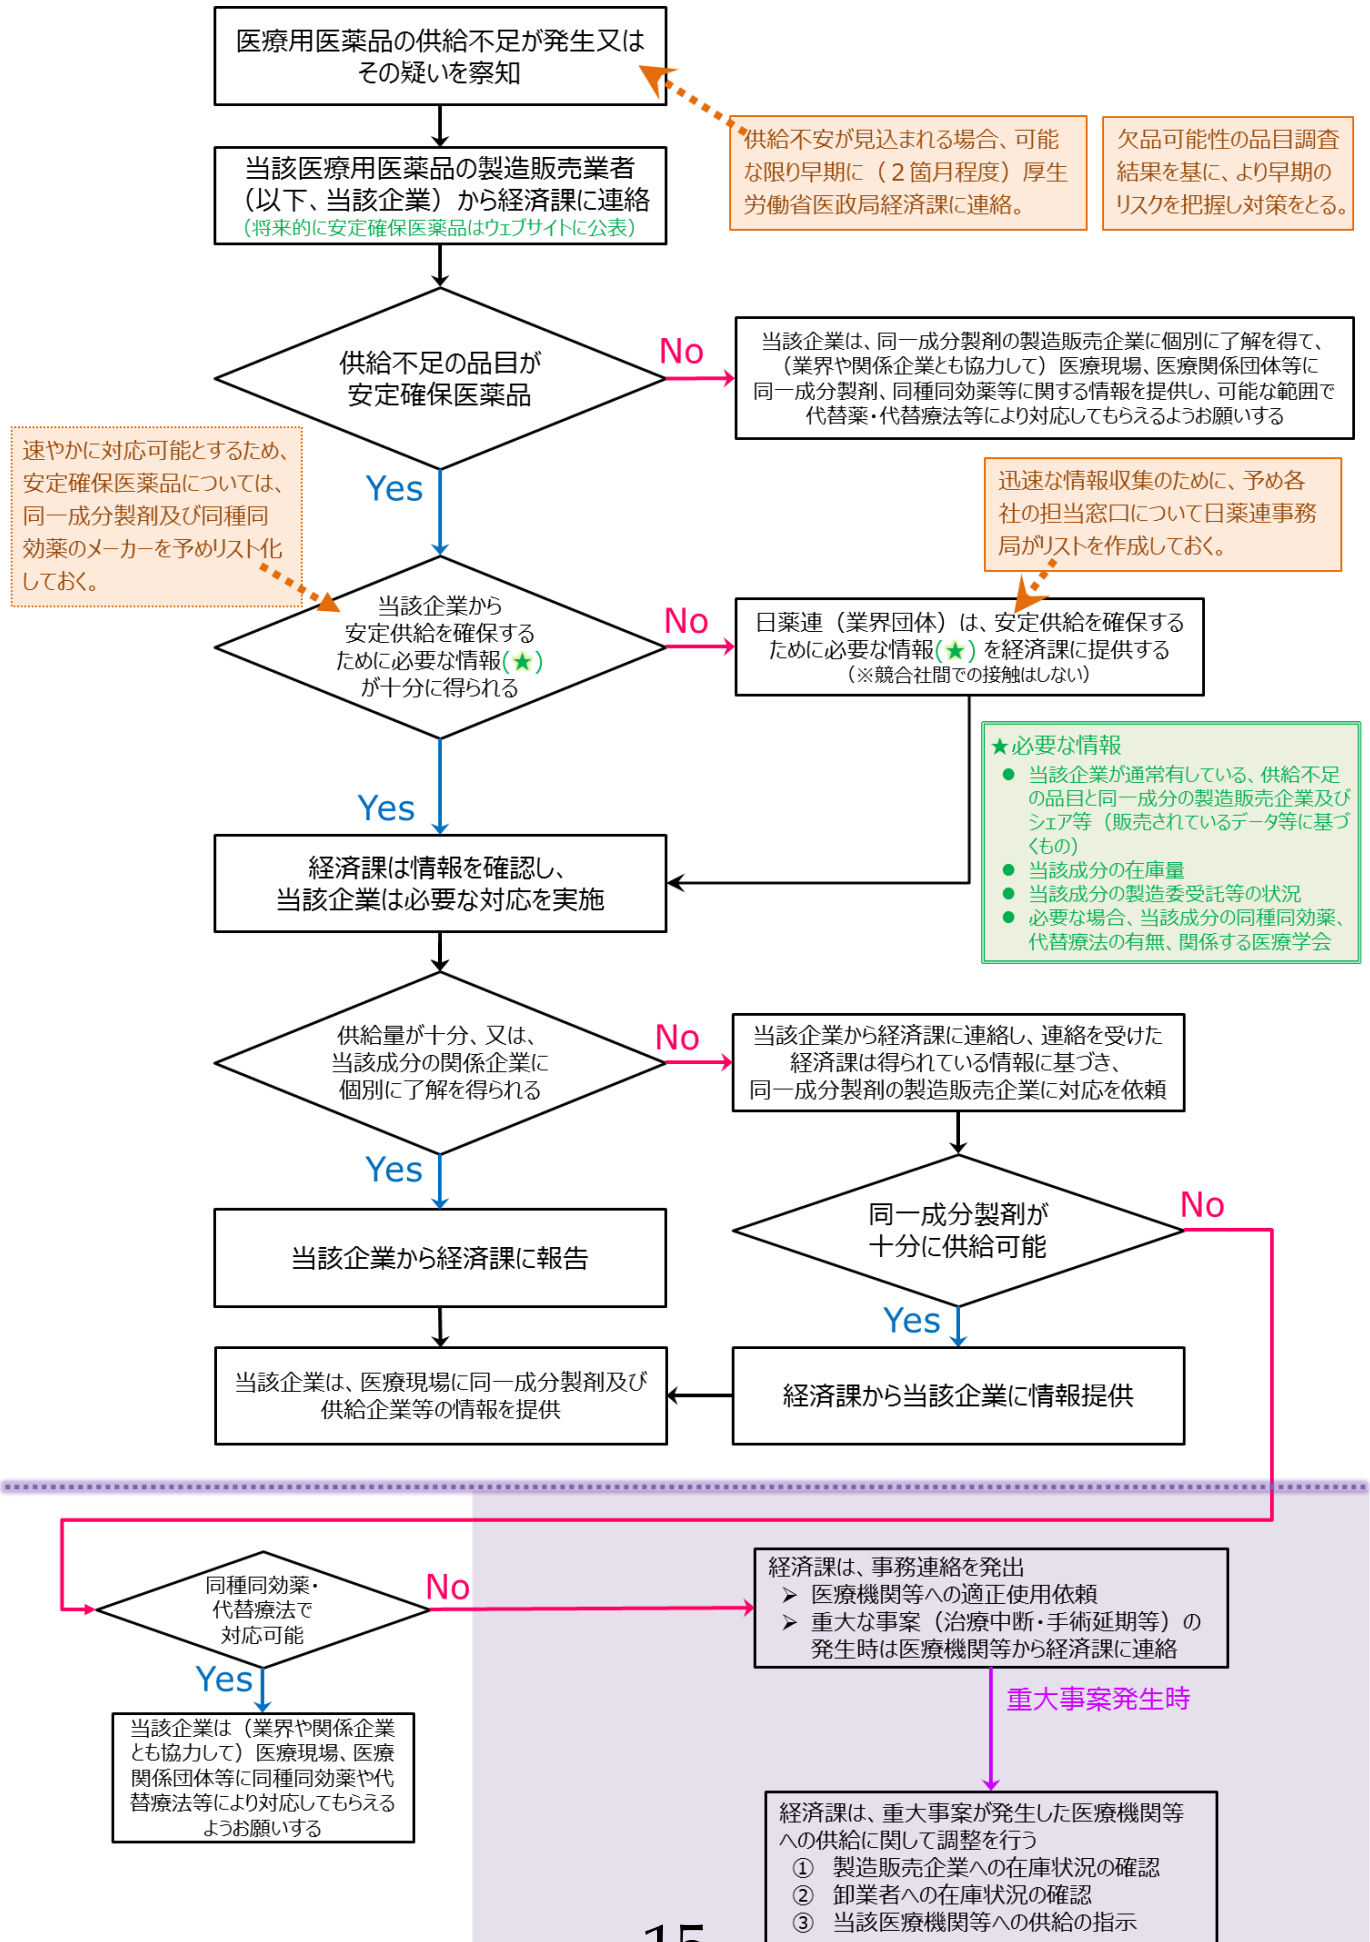 医療用医薬品の供給不足が発生又は
その疑いを察知
供給不安が見込まれる場合、可能
な限り早期に（２箇月程度）厚生
労働省医政局経済課に連絡。
欠品可能性の品目調査
結果を基に、より早期の
リスクを把握し対策をとる。
当該医療用医薬品の製造販売業者
（以下、当該企業）から経済課に連絡
（将来的に安定確保医薬品はウェブサイトに公表）
供給不足の品目が
安定確保医薬品
No
当該企業は、同一成分製剤の製造販売企業に個別に了解を得て、
（業界や関係企業とも協力して）医療現場、医療関係団体等に
同一成分製剤、同種同効薬等に関する情報を提供し、可能な範囲で
代替薬・代替療法等により対応してもらえるようお願いする
Yes
速やかに対応可能とするため、
安定確保医薬品については、
同一成分製剤及び同種同
効薬のメーカーを予めリスト化
しておく。
迅速な情報収集のために、予め各
社の担当窓口について日薬連事務
局がリストを作成しておく。
当該企業から
安定供給を確保する
ために必要な情報(★)
が十分に得られる
No
日薬連（業界団体）は、安定供給を確保する
ために必要な情報(★)を経済課に提供する
（※競合社間での接触はしない）
Yes
★必要な情報
● 当該企業が通常有している、供給不足
の品目と同一成分の製造販売企業及び
シェア等（販売されているデータ等に基づ
くもの）
● 当該成分の在庫量
● 当該成分の製造委受託等の状況
● 必要な場合、当該成分の同種同効薬、
代替療法の有無、関係する医療学会
経済課は情報を確認し、
当該企業は必要な対応を実施
供給量が十分、又は、
当該成分の関係企業に
個別に了解を得られる
No
当該企業から経済課に連絡し、連絡を受けた
経済課は得られている情報に基づき、
同一成分製剤の製造販売企業に対応を依頼
Yes
同一成分製剤が
十分に供給可能
No
当該企業から経済課に報告
Yes
当該企業は、医療現場に同一成分製剤及び
供給企業等の情報を提供
経済課から当該企業に情報提供
同種同効薬・
代替療法で
対応可能
No
経済課は、事務連絡を発出
➢ 医療機関等への適正使用依頼
➢ 重大な事案（治療中断・手術延期等）の
発生時は医療機関等から経済課に連絡
Yes
重大事案発生時
当該企業は（業界や関係企業
とも協力して）医療現場、医療
関係団体等に同種同効薬や代
替療法等により対応してもらえる
ようお願いする
経済課は、重大事案が発生した医療機関等
への供給に関して調整を行う
① 製造販売企業への在庫状況の確認
② 卸業者への在庫状況の確認
③ 当該医療機関等への供給の指示
15